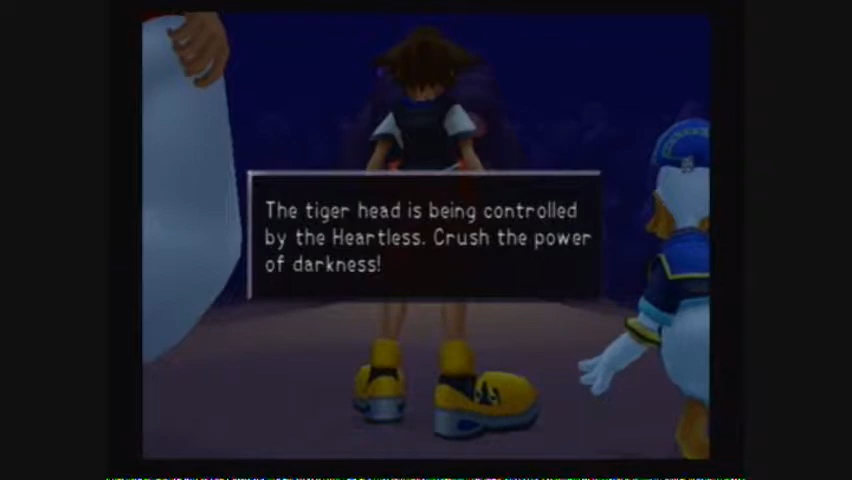 The tiger head is being controlled
by the Heartless. Crush the power
of darkness!